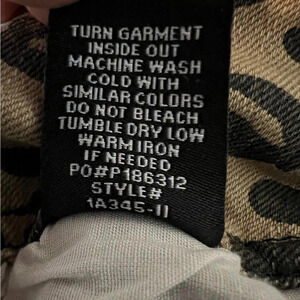 TURN GARMENT
INSIDE OUT
MACHINE WASH
COLD WITH
SIMILAR COLORS
DO NOT BLEACH
TUMBLE DRY LOW
WARM IRON
IF NEEDED
PO#P186312
STYLE#
1A345-11